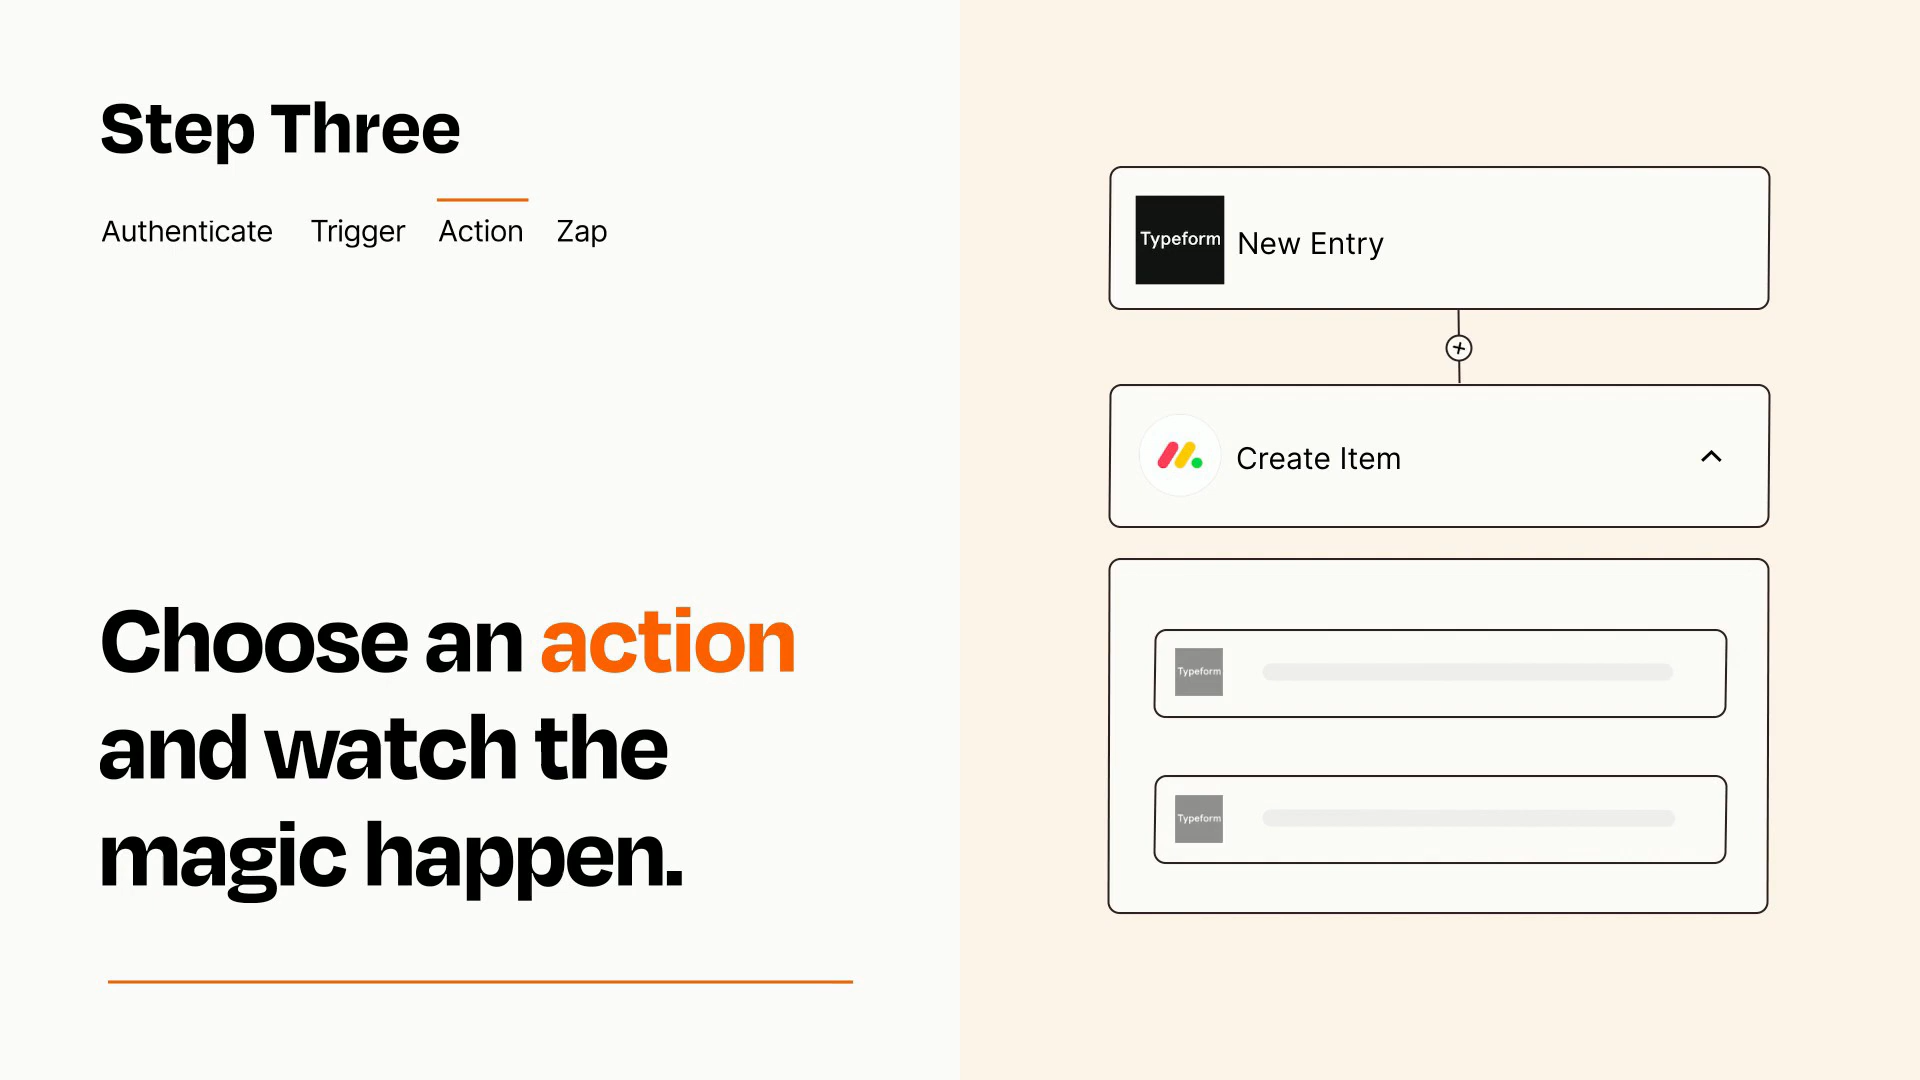 Step Three
Authenticate Trigger Action Zap
Choose an action
and watch the
magic happen.
Typeform New Entry
Create Item
Typeform
Typeform